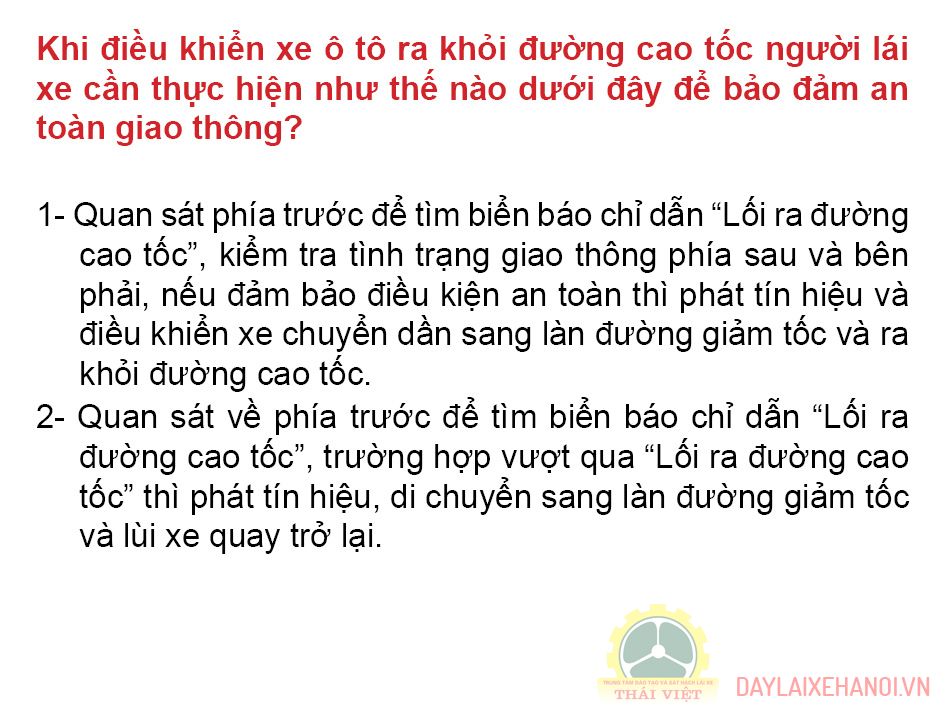 Khi điều khiển xe ô tô ra khỏi đường cao tốc người lái
xe cần thực hiện như thế nào dưới đây để bảo đảm an
toàn giao thông?
1- Quan sát phía trước để tìm biển báo chỉ dẫn “Lối ra đường
cao tốc”, kiểm tra tình trạng giao thông phía sau và bên
phải, nếu đảm bảo điều kiện an toàn thì phát tín hiệu và
điều khiển xe chuyển dần sang làn đường giảm tốc và ra
khỏi đường cao tốc.
2- Quan sát về phía trước để tìm biển báo chỉ dẫn “Lối ra
đường cao tốc”, trường hợp vượt qua “Lối ra đường cao
tốc” thì phát tín hiệu, di chuyển sang làn đường giảm tốc
và lùi xe quay trở lại.
TRUNG TÂM ĐÀO TẠO VÀ SÁT HẠCH LÁI XE
THÁI VIỆT
DAYLAIXEHANOI.VN